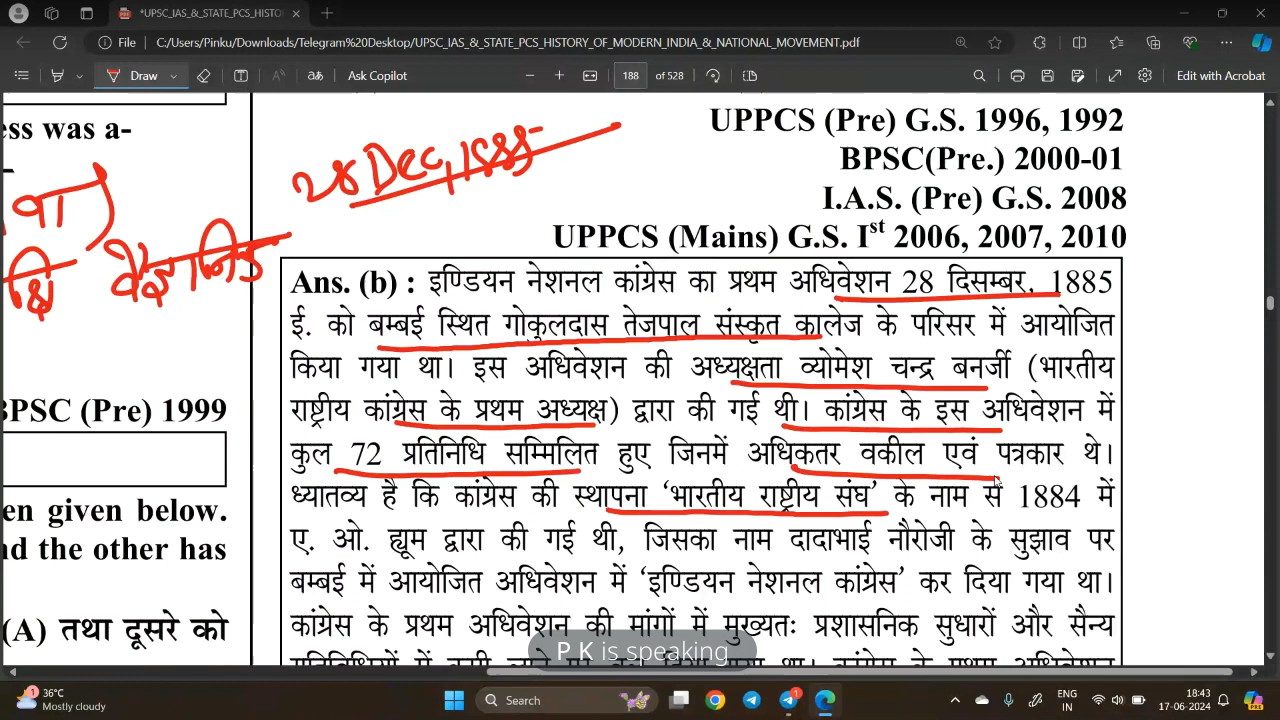 *UPSC_IAS_&_STATE_PCS_HISTO
File C:/Users/Pinku/Downloads/Telegram%20Desktop/UPSC_IAS_&_STATE_PCS_HISTORY_OF_MODERN_INDIA_&_NATIONAL_MOVEMENT.pdf
Draw Ask Copilot 188 of 528 Edit with Acrobat
ess was a-
28 Dec, 1885
वा)
वैज्ञानिक
UPPCS (Pre) G.S. 1996, 1992
BPSC(Pre.) 2000-01
I.A.S. (Pre) G.S. 2008
UPPCS (Mains) G.S. Ist 2006, 2007, 2010
BPSC (Pre) 1999
en given below.
nd the other has
(A) तथा दूसरे को
Ans. (b) : इण्डियन नेशनल कांग्रेस का प्रथम अधिवेशन 28 दिसम्बर, 1885
ई. को बम्बई स्थित गोकुलदास तेजपाल संस्कृत कालेज के परिसर में आयोजित
किया गया था। इस अधिवेशन की अध्यक्षता व्योमेश चन्द्र बनर्जी (भारतीय
राष्ट्रीय कांग्रेस के प्रथम अध्यक्ष) द्वारा की गई थी। कांग्रेस के इस अधिवेशन में
कुल 72 प्रतिनिधि सम्मिलित हुए जिनमें अधिकतर वकील एवं पत्रकार थे।
ध्यातव्य है कि कांग्रेस की स्थापना ‘भारतीय राष्ट्रीय संघ’ के नाम से 1884 में
ए. ओ. ह्यूम द्वारा की गई थी, जिसका नाम दादाभाई नौरोजी के सुझाव पर
बम्बई में आयोजित अधिवेशन में ‘इण्डियन नेशनल कांग्रेस’ कर दिया गया था।
कांग्रेस के प्रथम अधिवेशन की मांगों में मुख्यतः प्रशासनिक सुधारों और सैन्य
P K is speaking
36°C
Mostly cloudy
Search
ENG
IN
18:43
17-06-2024